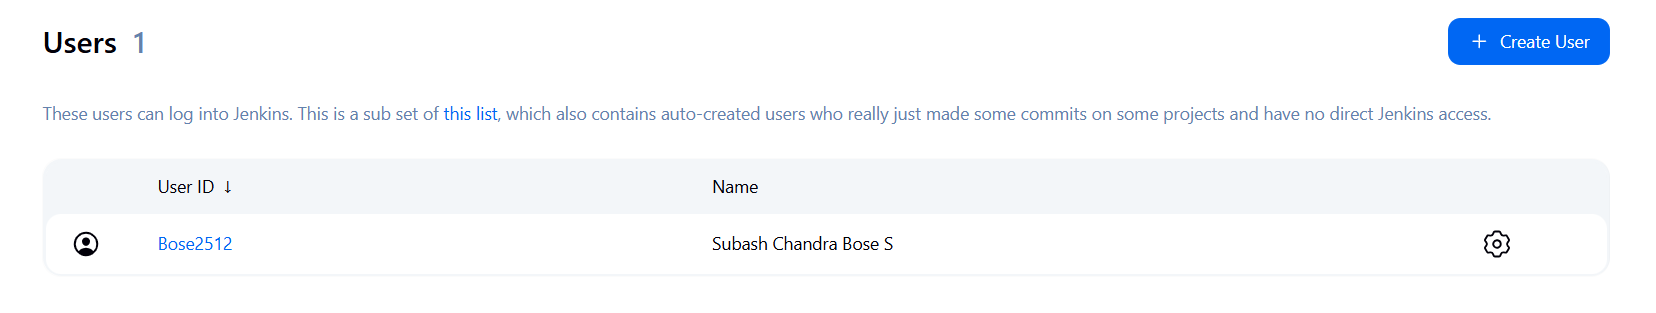 Users 1
+ Create User
These users can log into Jenkins. This is a sub set of this list, which also contains auto-created users who really just made some commits on some projects and have no direct Jenkins access.
User ID ↓ Name
Bose2512 Subash Chandra Bose S